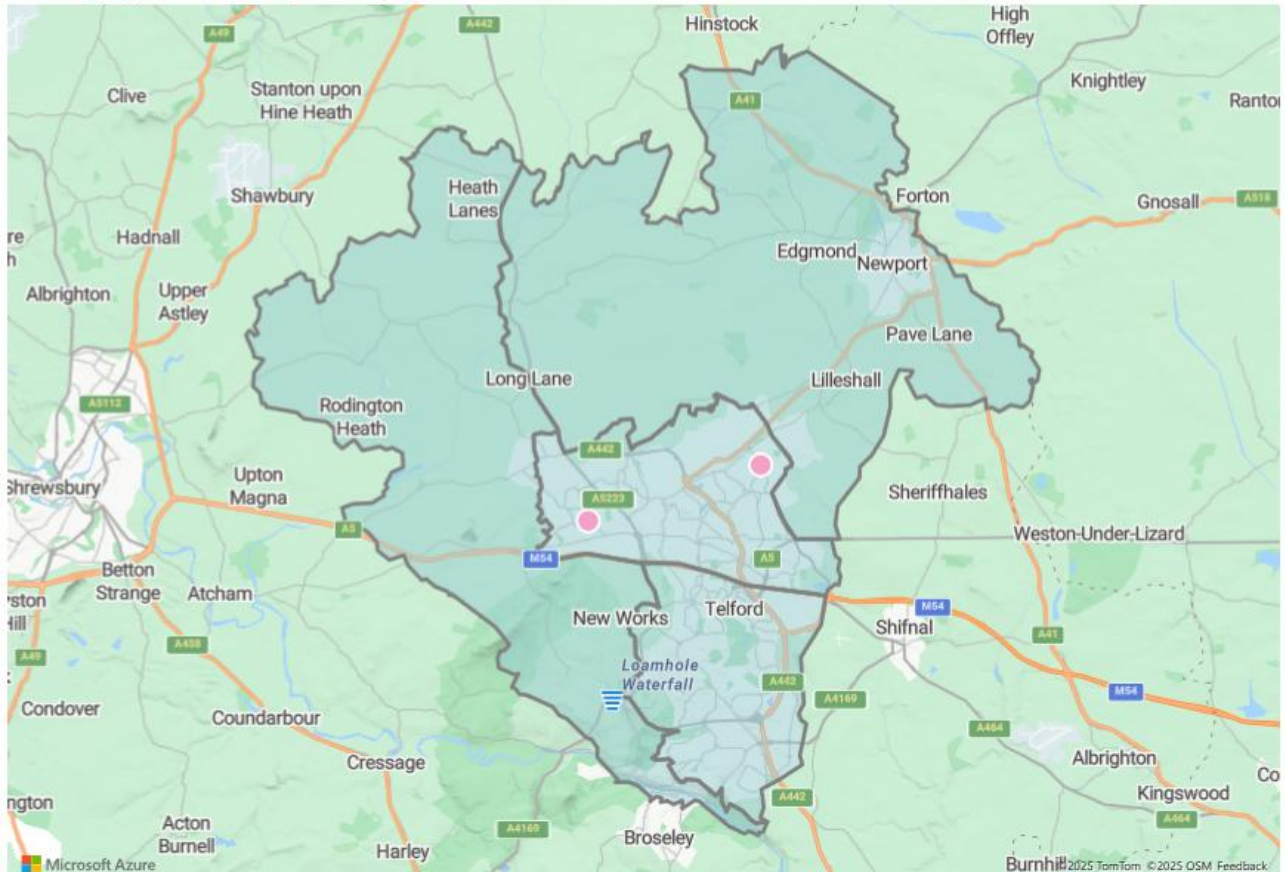 Hinstock
High
Offley
A442
A49
Knightley
Clive
Stanton upon
Hine Heath
A41
Heath
Lanes
Shawbury
Forton
Gnosall
A518
Hadnall
Edgmond
Newport
Albrighton
Upper
Astley
Pave Lane
Long Lane
Lilleshall
A5112
Rodington
Heath
A442
Upton
Magna
Shrewsbury
A5223
Sheriffhales
A5
Weston-Under-Lizard
M54
A5
Betton
Strange
Atcham
New Works
Telford
M54
Shifnal
A41
A458
A49
Loamhole
Waterfall
A442
A4169
M54
Condover
Coundarbour
A464
Cressage
Albrighton
Kingswood
A442
A4169
A464
Acton
Burnell
Harley
Broseley
Microsoft Azure
©2025 TomTom ©2025 OSM Feedback